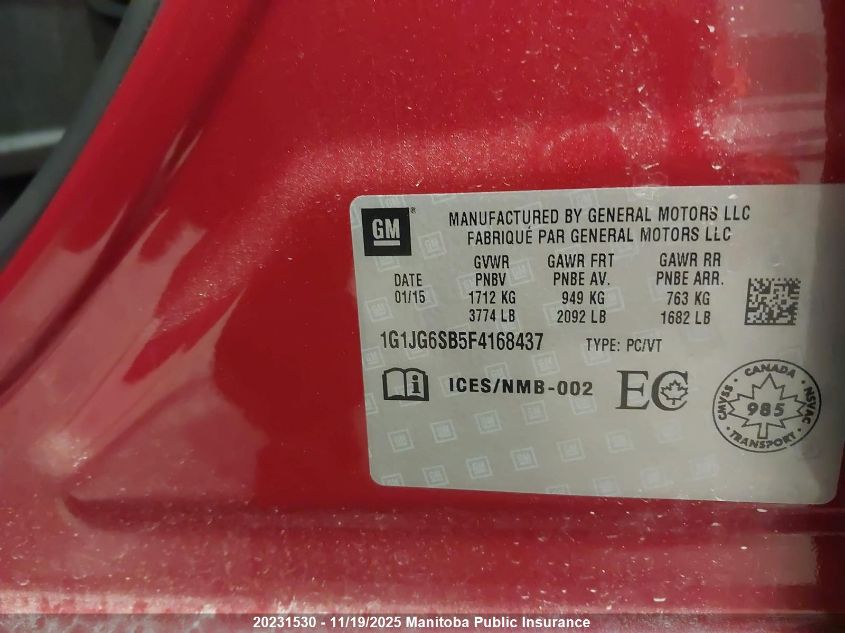 GM ®
MANUFACTURED BY GENERAL MOTORS LLC
FABRIQUÉ PAR GENERAL MOTORS LLC
GVWR GAWR FRT GAWR RR
DATE PNBV PNBE AV. PNBE ARR.
01/15 1712 KG 949 KG 763 KG
3774 LB 2092 LB 1682 LB
1G1JG6SB5F4168437 TYPE: PC/VT
ICES/NMB-002 EC
CANADA
CMVSS 985 NSVAC
TRANSPORT
20231530 - 11/19/2025 Manitoba Public Insurance